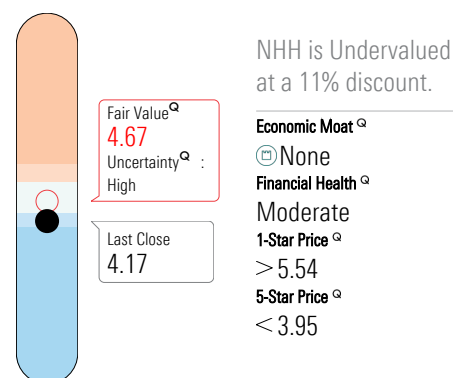 Fair Value Q
4.67
Uncertainty Q :
High
Last Close
4.17
NHH is Undervalued
at a 11% discount.
Economic Moat Q
None
Financial Health Q
Moderate
1-Star Price Q
>5.54
5-Star Price Q
<3.95